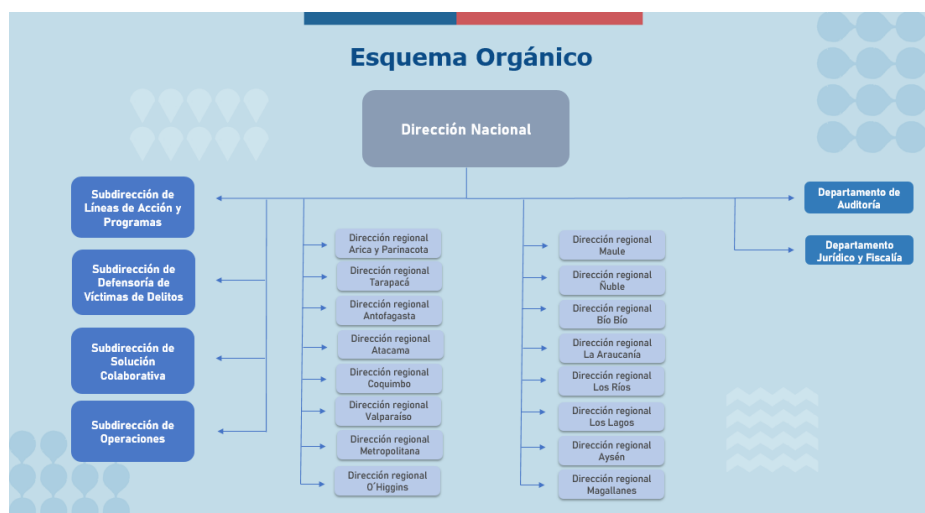 Esquema Orgánico
Dirección Nacional
Subdirección de
Líneas de Acción y
Programas
Subdirección de
Defensoría de
Víctimas de Delitos
Subdirección de
Solución
Colaborativa
Subdirección de
Operaciones
Dirección regional
Arica y Parinacota
Dirección regional
Tarapacá
Dirección regional
Antofagasta
Dirección regional
Atacama
Dirección regional
Coquimbo
Dirección regional
Valparaíso
Dirección regional
Metropolitana
Dirección regional
O´Higgins
Dirección regional
Maule
Dirección regional
Ñuble
Dirección regional
Bío Bío
Dirección regional
La Araucanía
Dirección regional
Los Ríos
Dirección regional
Los Lagos
Dirección regional
Aysén
Dirección regional
Magallanes
Departamento de
Auditoría
Departamento
Jurídico y Fiscalía